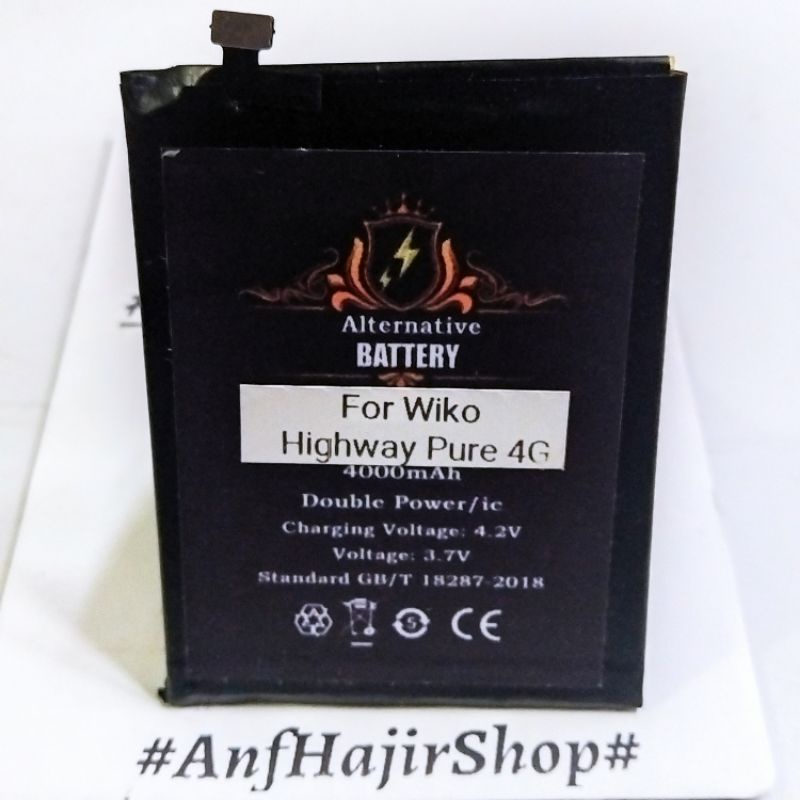 Alternative
BATTERY
For Wiko
Highway Pure 4G
4000mAh
Double Power/ic
Charging Voltage: 4.2V
Voltage: 3.7V
Standard GB/T 18287-2018
5
CE
#AnfHajirShop#